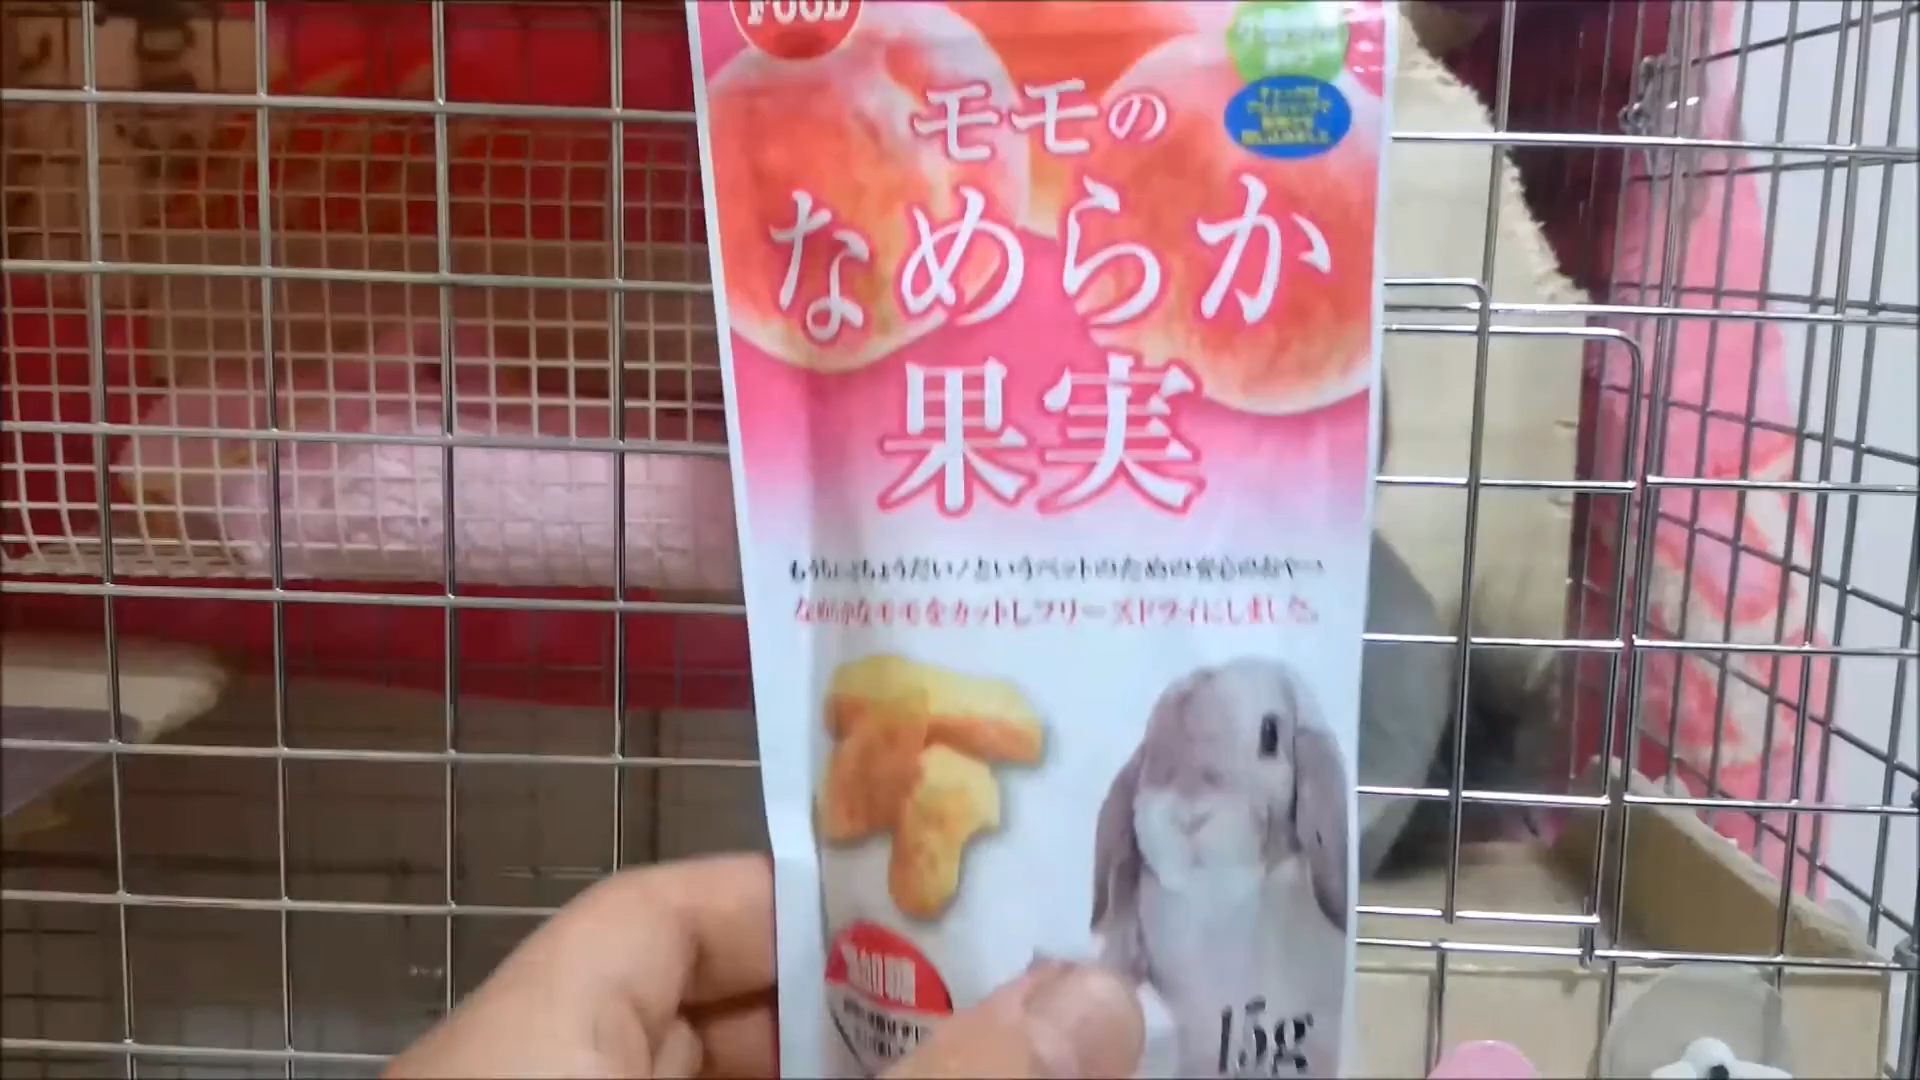 FOOD
モモの
なめらか
果実
もうちょっとちょうだい!というペットのための安心のおやつ
なめらかなモモをカットしフリーズドライにしました。
無加糖
15g